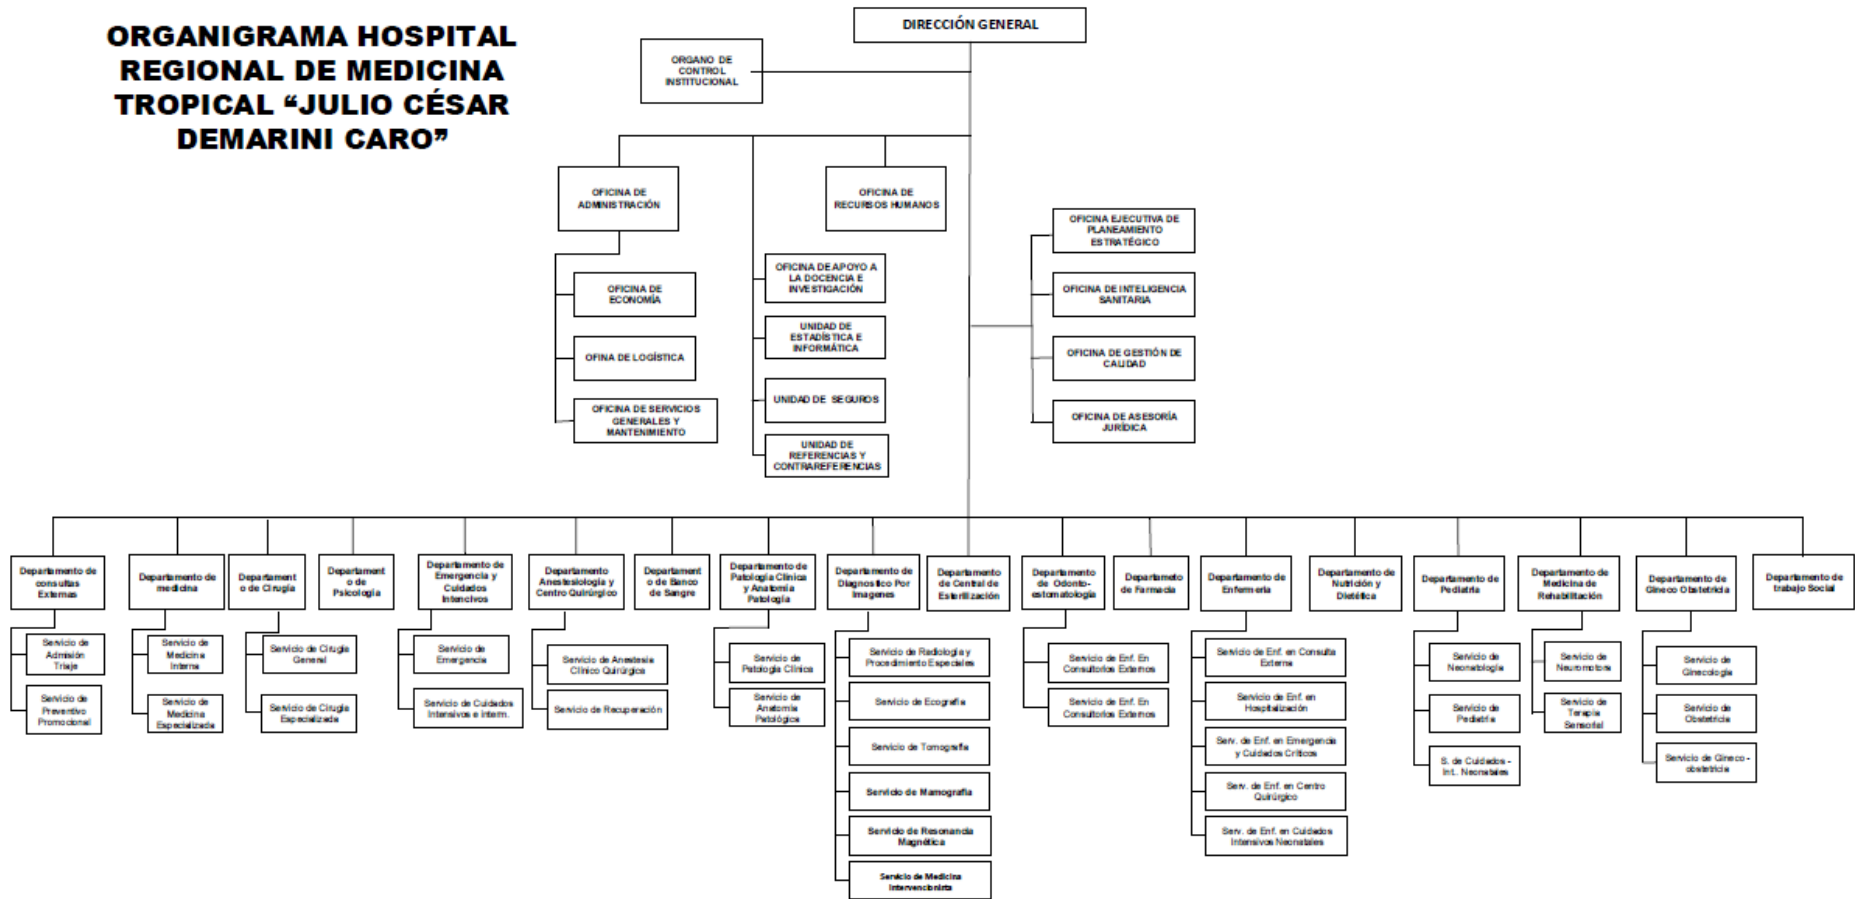 ORGANIGRAMA HOSPITAL
REGIONAL DE MEDICINA
TROPICAL “JULIO CÉSAR
DEMARINI CARO”
DIRECCIÓN GENERAL
ORGANO DE
CONTROL
INSTITUCIONAL
OFICINA DE
ADMINISTRACIÓN
OFICINA DE
RECURSOS HUMANOS
OFICINA DE
ECONOMÍA
OFINA DE LOGÍSTICA
OFICINA DE SERVICIOS
GENERALES Y
MANTENIMIENTO
OFICINA DE APOYO A
LA DOCENCIA E
INVESTIGACIÓN
UNIDAD DE
ESTADÍSTICA E
INFORMÁTICA
UNIDAD DE SEGUROS
UNIDAD DE
REFERENCIAS Y
CONTRAREFERENCIAS
OFICINA EJECUTIVA DE
PLANEAMIENTO
ESTRATÉGICO
OFICINA DE INTELIGENCIA
SANITARIA
OFICINA DE GESTIÓN DE
CALIDAD
OFICINA DE ASESORÍA
JURÍDICA
Departamento de
consultas
Externas
Servicio de
Admisión
Triaje
Servicio de
Preventivo
Promocional
Departamento de
medicina
Servicio de
Medicina
Interna
Servicio de
Medicina
Especializada
Departament
o de Cirugía
Servicio de Cirugía
General
Servicio de Cirugía
Especializada
Departament
o de
Psicología
Departamento de
Emergencia y
Cuidados
Intencivos
Servicio de
Emergencia
Servicio de Cuidados
Intensivos e Interm.
Departamento
Anestesiología y
Centro Quirúrgico
Servicio de Anestesia
Clínico Quirúrgica
Servicio de Recuperación
Departament
o de Banco
de Sangre
Departamento de
Patología Clínica
y Anatomía
Patología
Servicio de
Patología Clínica
Servicio de
Anatomía
Patológica
Departamento de
Diagnostico Por
Imagenes
Servicio de Radiología y
Procedimiento Especiales
Servicio de Ecografía
Servicio de Tomografía
Servicio de Mamografía
Servicio de Resonancia
Magnética
Servicio de Medicina
Intervencionista
Departamento
de Central de
Esterilización
Departamento
de Odonto-
estomatología
Servicio de Enf. En
Consultorios Externos
Servicio de Enf. En
Consultorios Externos
Departameto
de Farmacia
Departamento de
Enfermería
Servicio de Enf. en Consulta
Externa
Servicio de Enf. en
Hospitalización
Serv. de Enf. en Emergencia
y Cuidados Críticos
Serv. de Enf. en Centro
Quirúrgico
Serv. de Enf. en Cuidados
Intensivos Neonatales
Departamento
de Nutrición y
Dietética
Departamento de
Pediatría
Servicio de
Neonatología
Servicio de
Pediatría
S. de Cuidados -
Int.. Neonatales
Departamento
de Medicina de
Rehabilitación
Servicio de
Neuromotora
Servicio de
Terapia
Sensorial
Departamento
de Gineco Obstetricia
Servicio de
Ginecología
Servicio de
Obstetricia
Servicio de Gineco -
obstetricia
Departamento de
trabajo Social